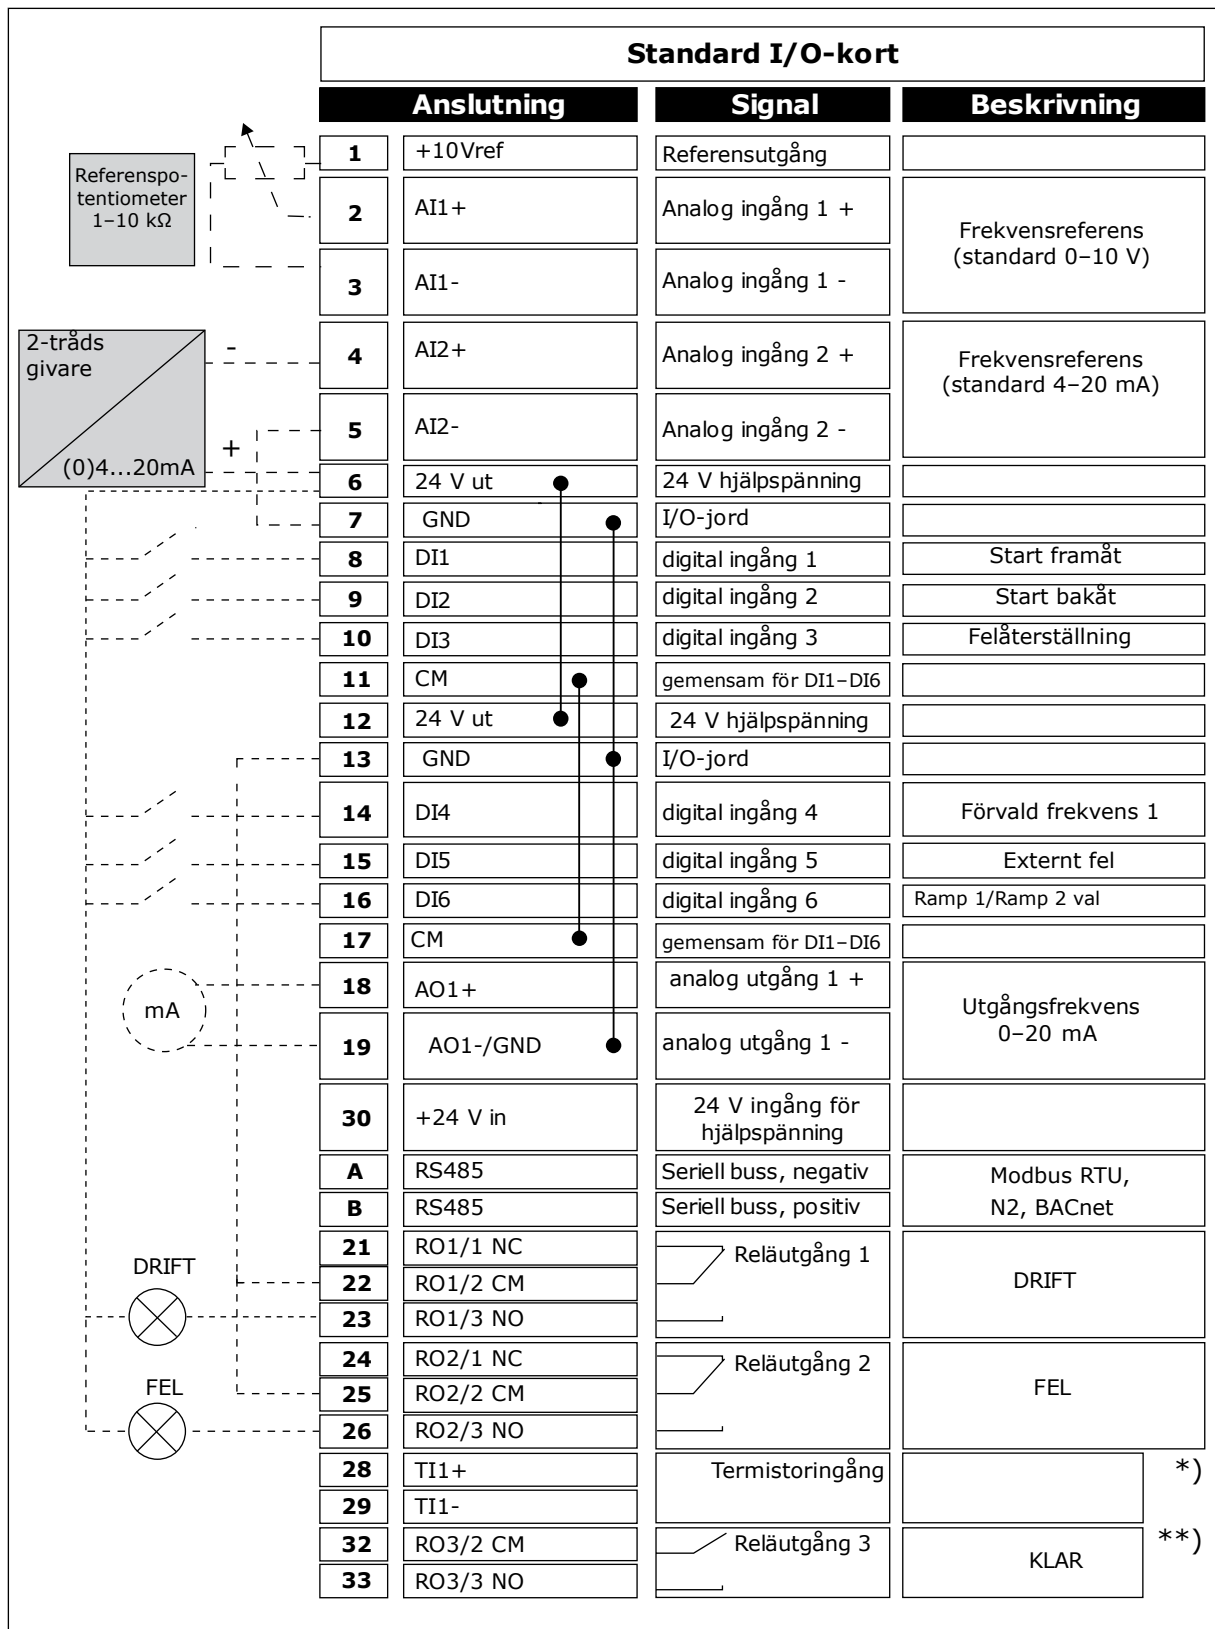 Standard I/O-kort
Anslutning Signal Beskrivning
Referenspo-
tentiometer
1–10 kΩ
1 +10Vref Referensutgång
2 AI1+ Analog ingång 1 +
Frekvensreferens
(standard 0–10 V)
3 AI1- Analog ingång 1 -
2-tråds
givare
-
+
(0)4...20mA
4 AI2+ Analog ingång 2 +
Frekvensreferens
(standard 4–20 mA)
5 AI2- Analog ingång 2 -
6 24 V ut 24 V hjälpspänning
7 GND I/O-jord
8 DI1 digital ingång 1 Start framåt
9 DI2 digital ingång 2 Start bakåt
10 DI3 digital ingång 3 Felåterställning
11 CM gemensam för DI1–DI6
12 24 V ut 24 V hjälpspänning
13 GND I/O-jord
14 DI4 digital ingång 4 Förvald frekvens 1
15 DI5 digital ingång 5 Externt fel
16 DI6 digital ingång 6 Ramp 1/Ramp 2 val
17 CM gemensam för DI1–DI6
mA
18 AO1+ analog utgång 1 +
Utgångsfrekvens
0–20 mA
19 AO1-/GND analog utgång 1 -
30 +24 V in 24 V ingång för
hjälpspänning
A RS485 Seriell buss, negativ
Modbus RTU,
B RS485 Seriell buss, positiv
N2, BACnet
21 RO1/1 NC Reläutgång 1
DRIFT
22 RO1/2 CM DRIFT
23 RO1/3 NO
24 RO2/1 NC Reläutgång 2
FEL
25 RO2/2 CM FEL
26 RO2/3 NO
28 TI1+ Termistoringång *)
29 TI1-
32 RO3/2 CM Reläutgång 3 **)
KLAR
33 RO3/3 NO